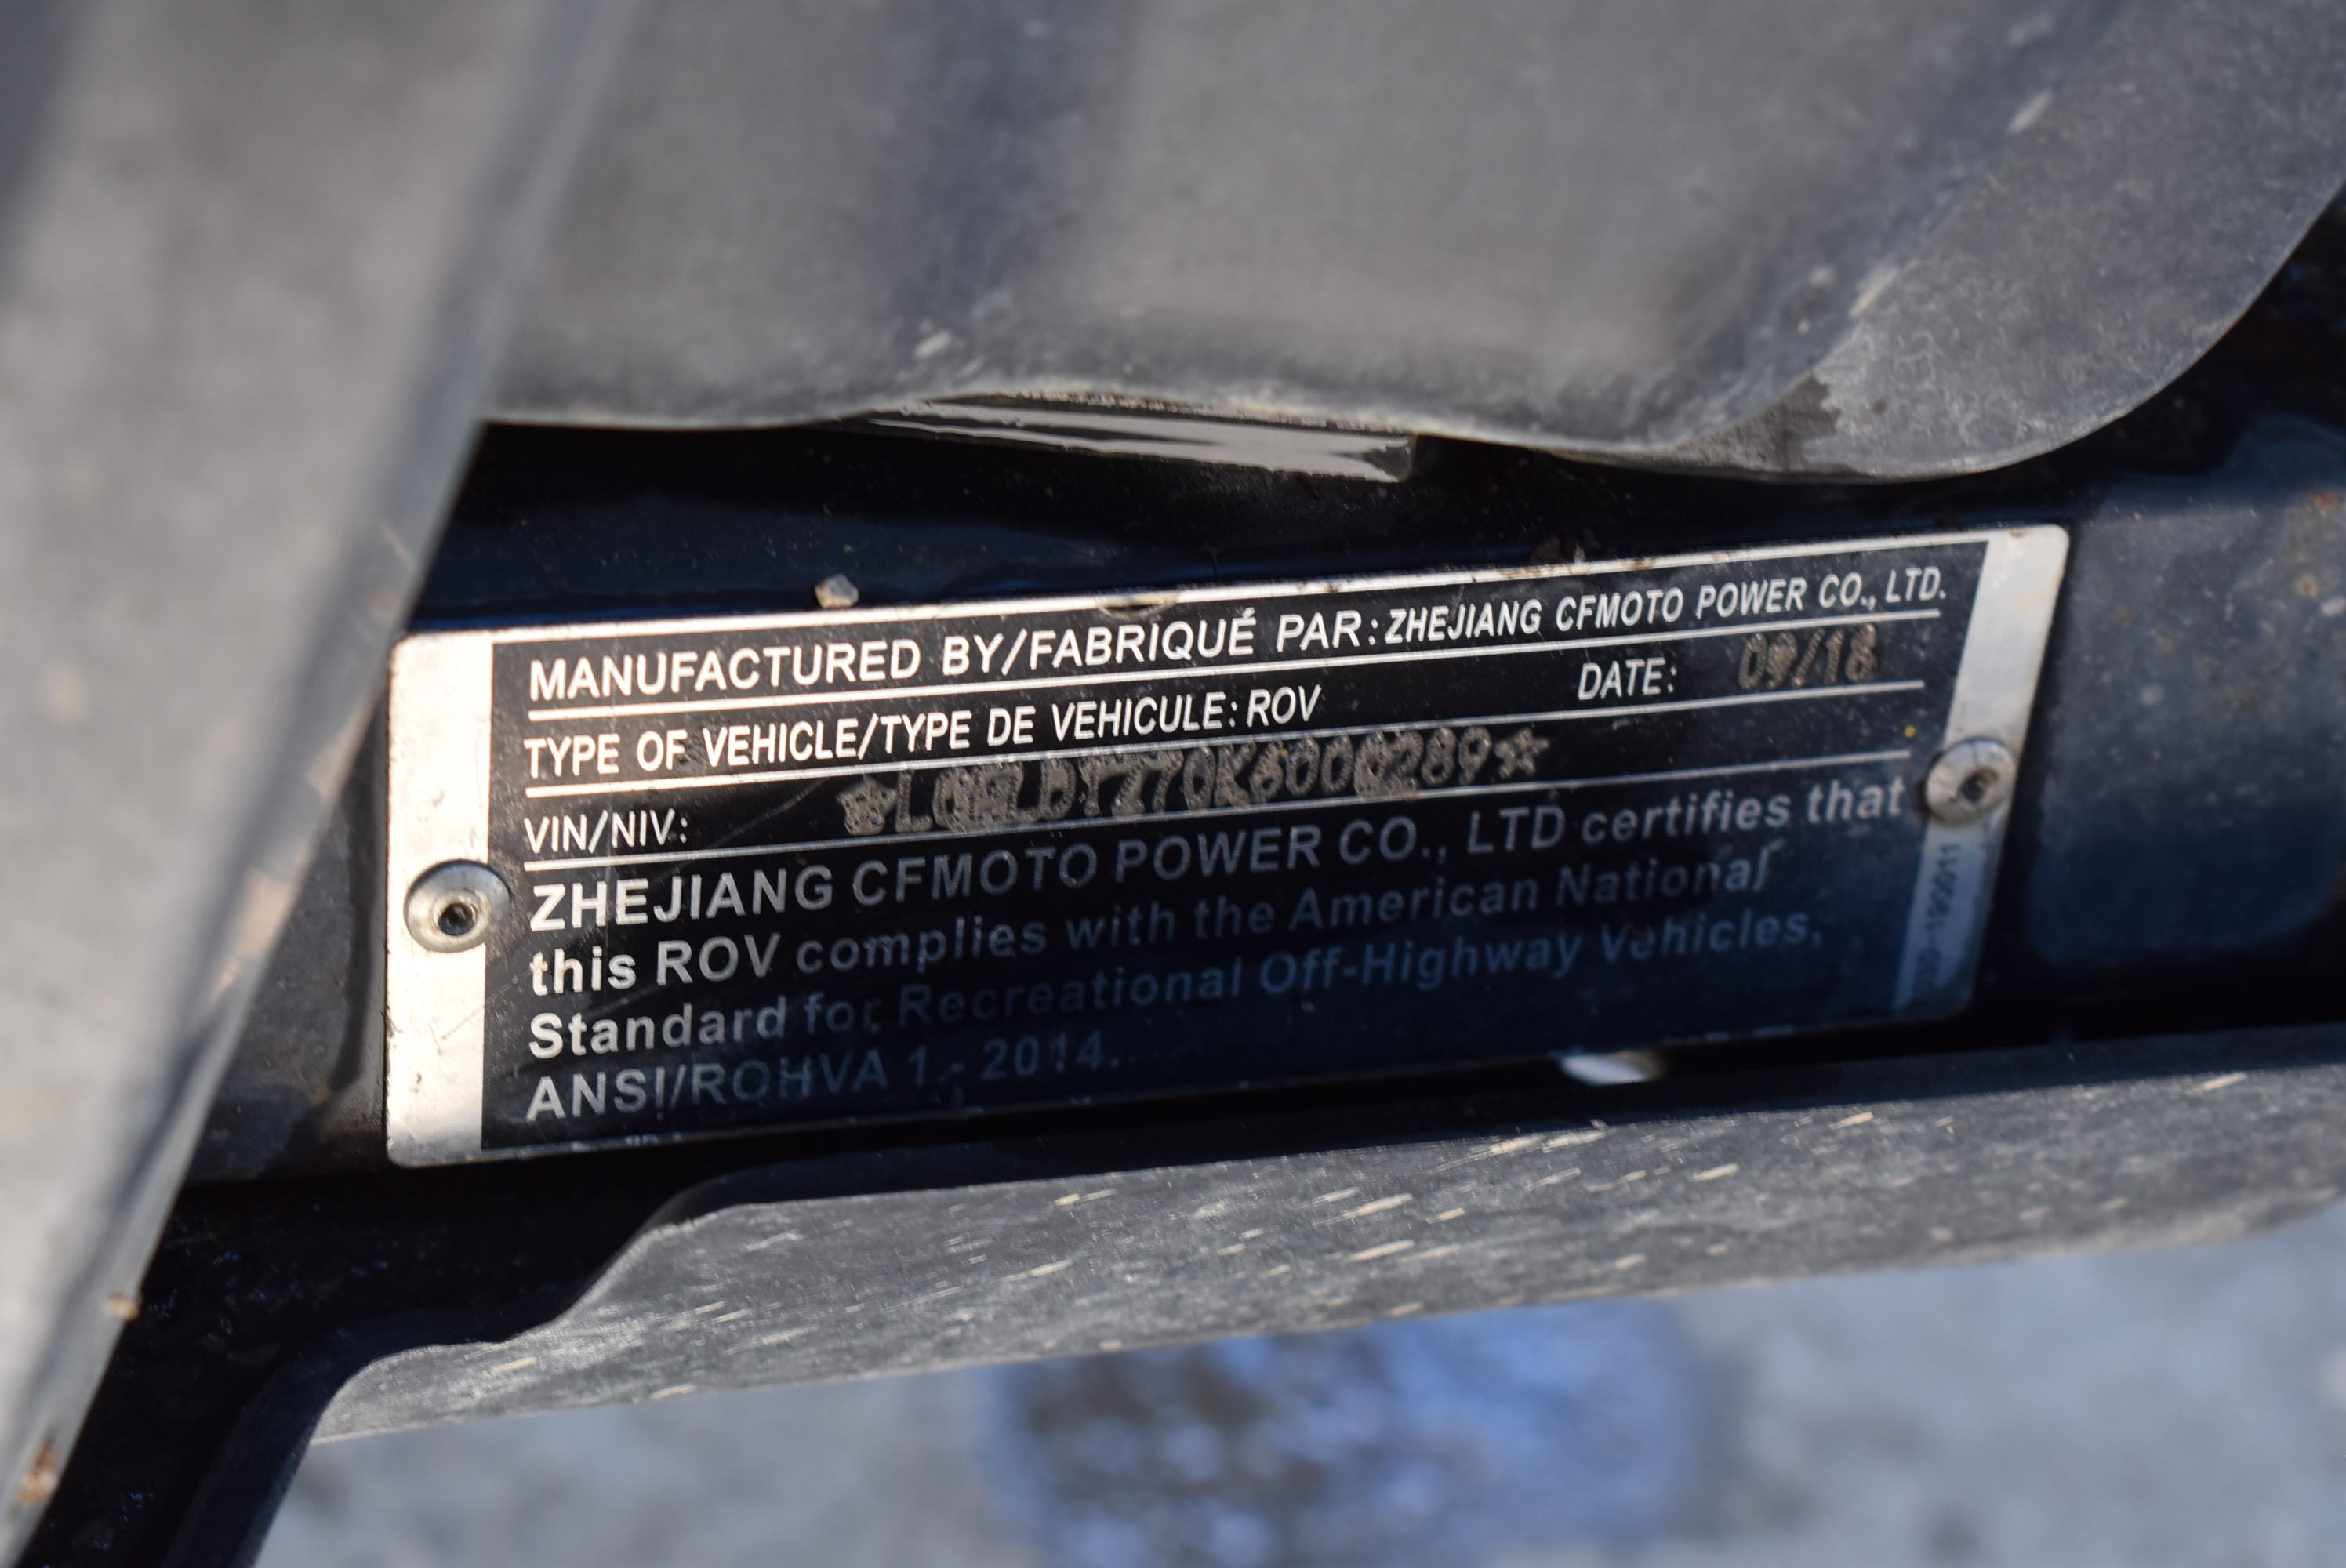 MANUFACTURED BY/FABRIQUÉ PAR: ZHEJIANG CFMOTO POWER CO., LTD.
TYPE OF VEHICLE/TYPE DE VEHICULE: ROV DATE: 09/18
VIN/NIV:
ZHEJIANG CFMOTO POWER CO., LTD certifies that
this ROV complies with the American National
Standard for Recreational Off-Highway Vehicles.
ANSI/ROHVA 1 - 2014.